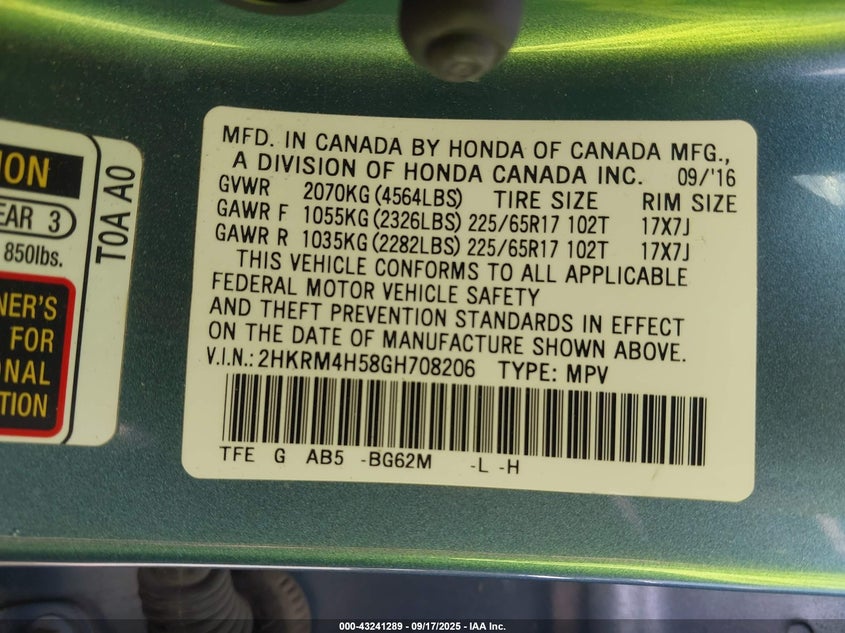 ION
EAR 3
850lbs.
T0A A0
NER'S
FOR
ONAL
TION
MFD. IN CANADA BY HONDA OF CANADA MFG.,
A DIVISION OF HONDA CANADA INC. 09/'16
GVWR 2070KG (4564LBS) TIRE SIZE RIM SIZE
GAWR F 1055KG (2326LBS) 225/65R17 102T 17X7J
GAWR R 1035KG (2282LBS) 225/65R17 102T 17X7J
THIS VEHICLE CONFORMS TO ALL APPLICABLE
FEDERAL MOTOR VEHICLE SAFETY
AND THEFT PREVENTION STANDARDS IN EFFECT
ON THE DATE OF MANUFACTURE SHOWN ABOVE.
V.I.N.: 2HKRM4H58GH708206 TYPE: MPV
TFE G AB5 -BG62M -L -H
000-43241289 - 09/17/2025 - IAA Inc.